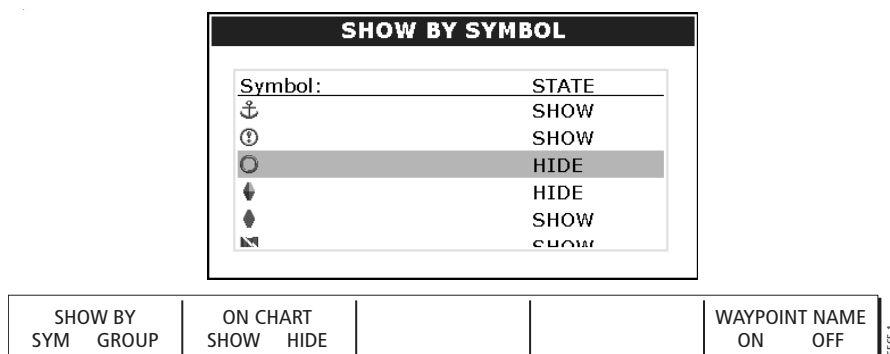 SHOW BY SYMBOL
Symbol: STATE
SHOW
SHOW
HIDE
HIDE
SHOW
SHOW
SHOW BY
SYM GROUP
ON CHART
SHOW HIDE
WAYPOINT NAME
ON OFF